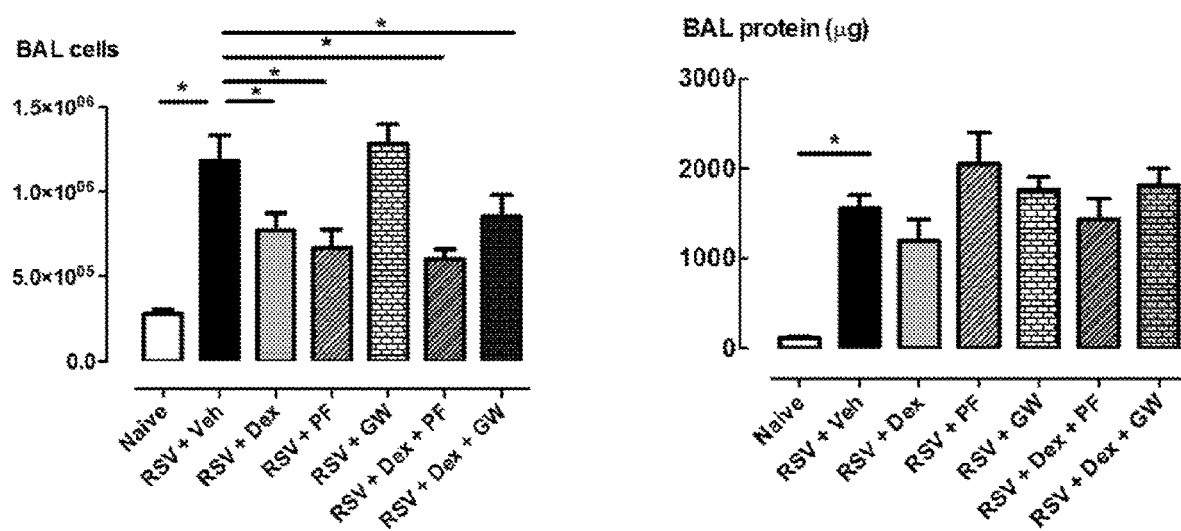 BAL cells
*
*
*
*
*
1.5×10⁰⁶
1.0×10⁰⁶
5.0×10⁰⁵
0.0
Naive
RSV + Veh
RSV + Dex
RSV + PF
RSV + GW
RSV + Dex + PF
RSV + Dex + GW
BAL protein (μg)
*
3000
2000
1000
0
Naive
RSV + Veh
RSV + Dex
RSV + PF
RSV + GW
RSV + Dex + PF
RSV + Dex + GW